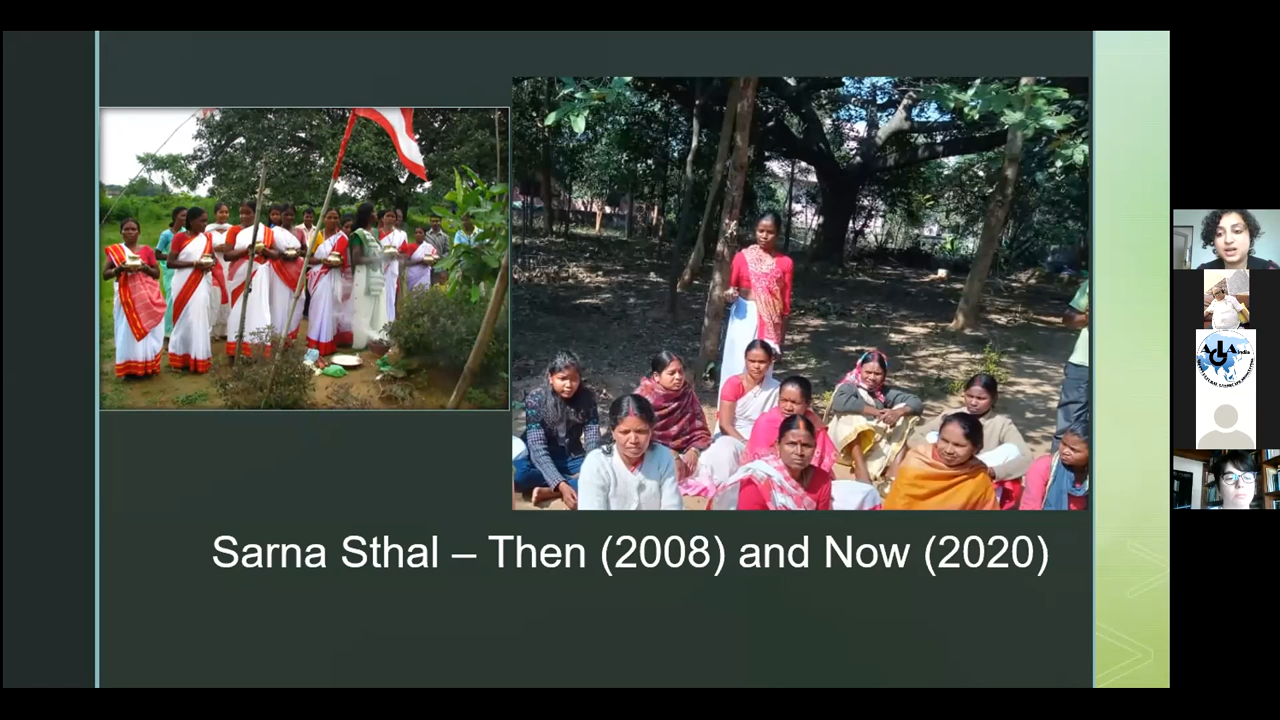 Sarna Sthal – Then (2008) and Now (2020)